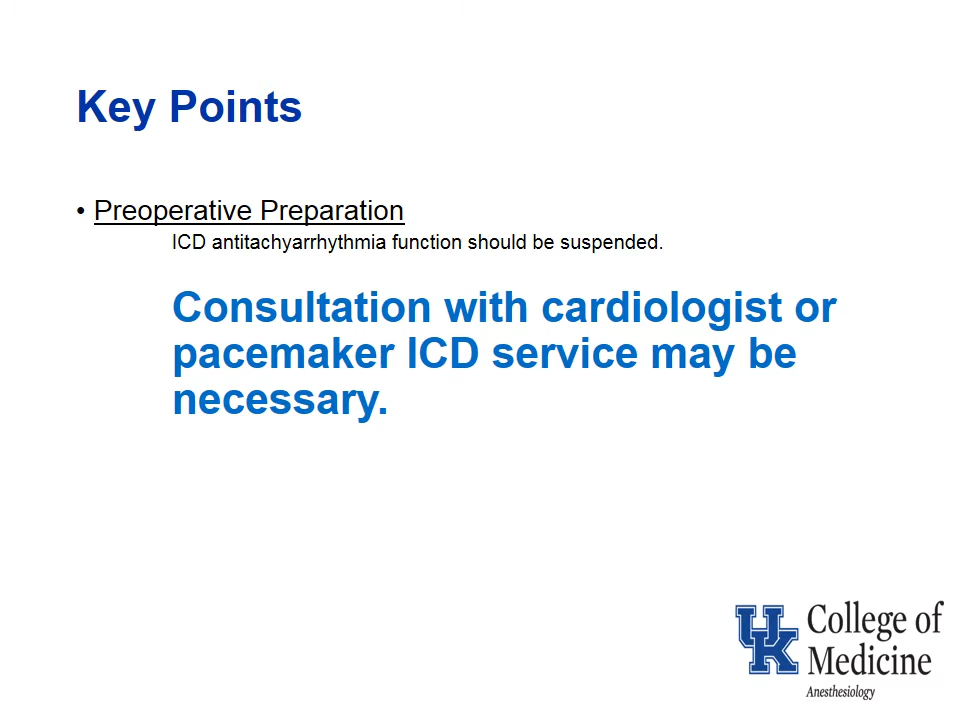 Key Points
• Preoperative Preparation
ICD antitachyarrhythmia function should be suspended.
Consultation with cardiologist or
pacemaker ICD service may be
necessary.
UK
College of
Medicine
Anesthesiology